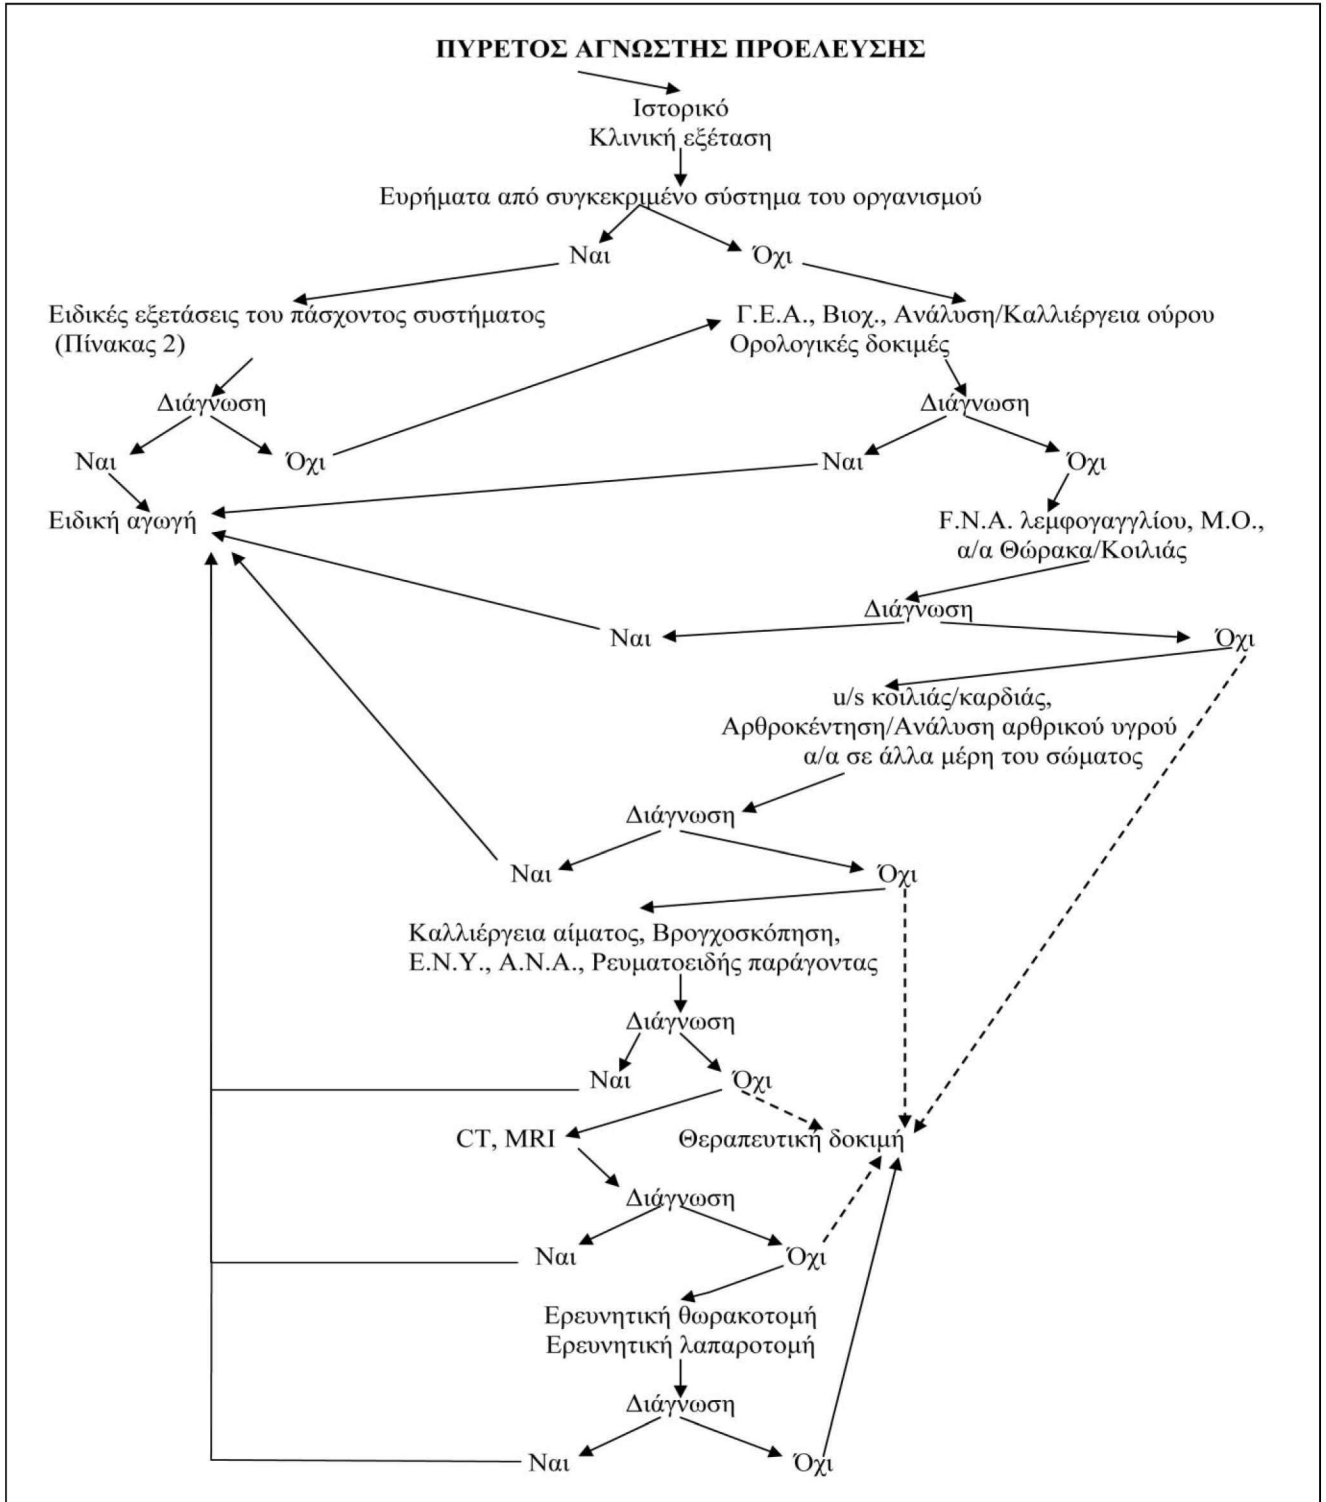 ΠΥΡΕΤΟΣ ΑΓΝΩΣΤΗΣ ΠΡΟΕΛΕΥΣΗΣ
Ιστορικό
Κλινική εξέταση
Ευρήματα από συγκεκριμένο σύστημα του οργανισμού
Ναι
Όχι
Ειδικές εξετάσεις του πάσχοντος συστήματος
(Πίνακας 2)
Γ.Ε.Α., Βιοχ., Ανάλυση/Καλλιέργεια ούρου
Ορολογικές δοκιμές
Διάγνωση
Διάγνωση
Ναι
Όχι
Ναι
Όχι
Ειδική αγωγή
F.N.A. λεμφογαγγλίου, Μ.Ο.,
α/α Θώρακα/Κοιλιάς
Διάγνωση
Ναι
Όχι
u/s κοιλιάς/καρδιάς,
Αρθροκέντηση/Ανάλυση αρθρικού υγρού
α/α σε άλλα μέρη του σώματος
Διάγνωση
Ναι
Όχι
Καλλιέργεια αίματος, Βρογχοσκόπηση,
Ε.Ν.Υ., Α.Ν.Α., Ρευματοειδής παράγοντας
Διάγνωση
Ναι
Όχι
CT, MRI
Θεραπευτική δοκιμή
Διάγνωση
Ναι
Όχι
Ερευνητική θωρακοτομή
Ερευνητική λαπαροτομή
Διάγνωση
Ναι
Όχι